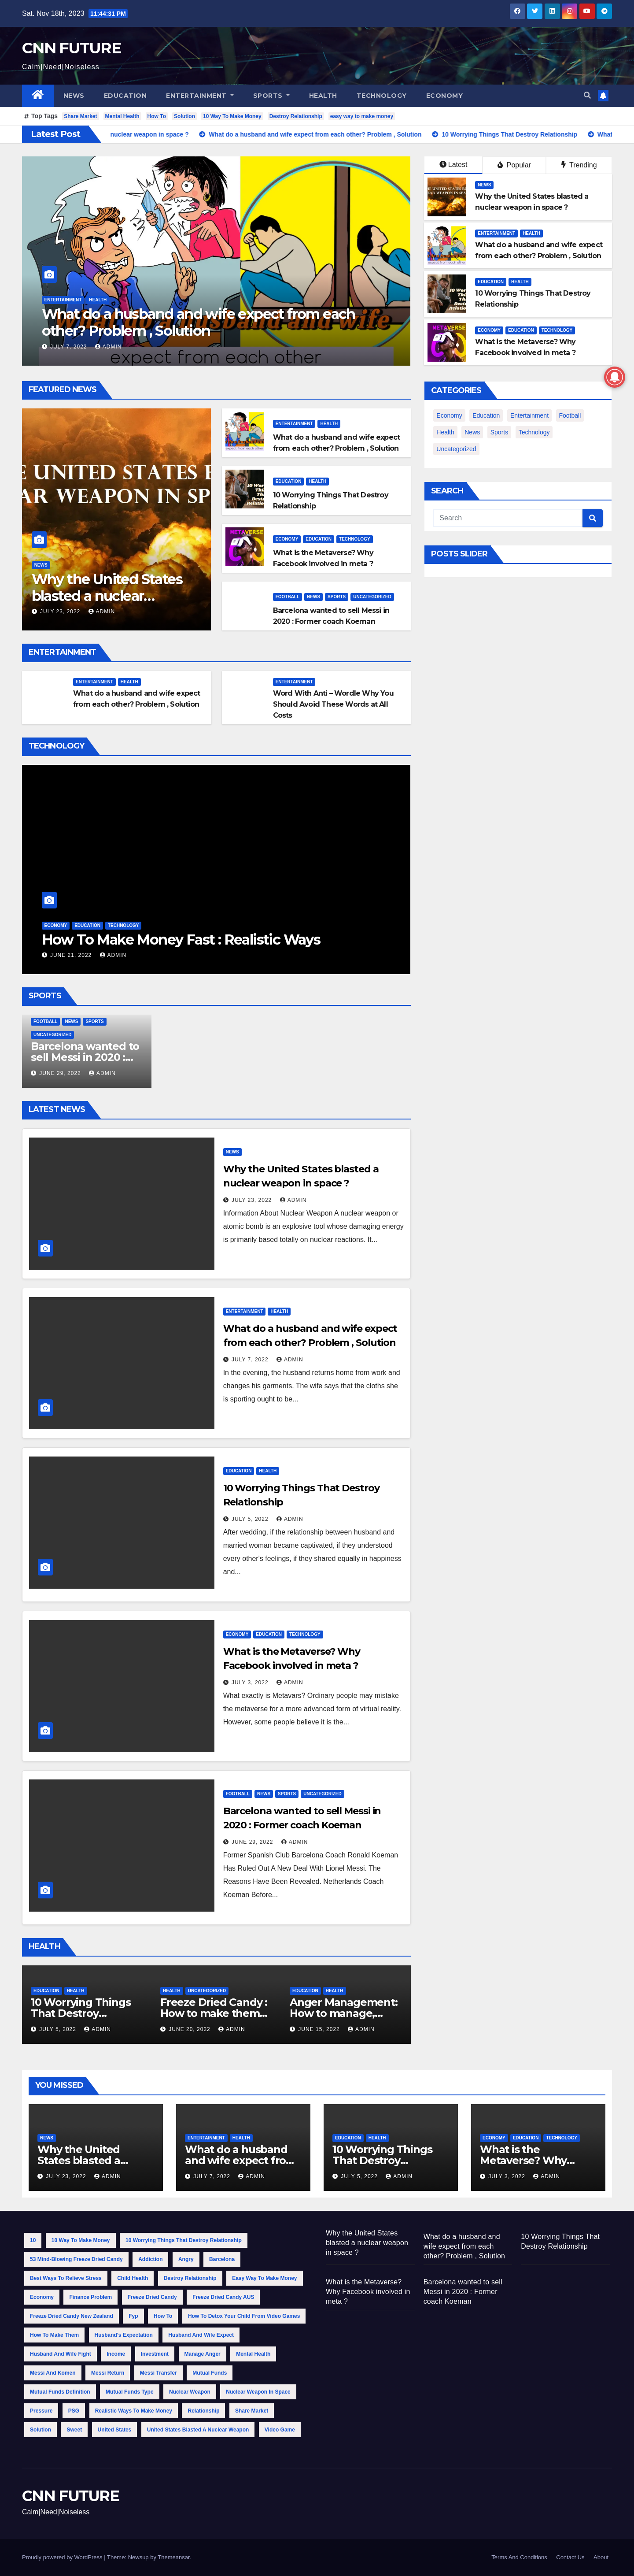 Sat. Nov 18th, 2023 11:44:31 PM
CNN FUTURE
Calm|Need|Noiseless
NEWS EDUCATION ENTERTAINMENT SPORTS HEALTH TECHNOLOGY ECONOMY
# Top Tags Share Market Mental Health How To Solution 10 Way To Make Money Destroy Relationship easy way to make money
Latest Post nuclear weapon in space ? What do a husband and wife expect from each other? Problem , Solution 10 Worrying Things That Destroy Relationship What
ENTERTAINMENT HEALTH
What do a husband and wife expect from each
other? Problem , Solution
JULY 7, 2022 ADMIN
expect from each other
Latest Popular Trending
NEWS
Why the United States blasted a
nuclear weapon in space ?
ENTERTAINMENT HEALTH
What do a husband and wife expect
from each other? Problem , Solution
EDUCATION HEALTH
10 Worrying Things That Destroy
Relationship
ECONOMY EDUCATION TECHNOLOGY
What is the Metaverse? Why
Facebook involved in meta ?
CATEGORIES
Economy Education Entertainment Football
Health News Sports Technology
Uncategorized
SEARCH
Search
POSTS SLIDER
FEATURED NEWS
NEWS
Why the United States
blasted a nuclear…
JULY 23, 2022 ADMIN
ENTERTAINMENT HEALTH
What do a husband and wife expect
from each other? Problem , Solution
EDUCATION HEALTH
10 Worrying Things That Destroy
Relationship
METAVERSE
ECONOMY EDUCATION TECHNOLOGY
What is the Metaverse? Why
Facebook involved in meta ?
FOOTBALL NEWS SPORTS UNCATEGORIZED
Barcelona wanted to sell Messi in
2020 : Former coach Koeman
ENTERTAINMENT
ENTERTAINMENT HEALTH
What do a husband and wife expect
from each other? Problem , Solution
ENTERTAINMENT
Word With Anti – Wordle Why You
Should Avoid These Words at All
Costs
TECHNOLOGY
ECONOMY EDUCATION TECHNOLOGY
How To Make Money Fast : Realistic Ways
JUNE 21, 2022 ADMIN
SPORTS
FOOTBALL NEWS SPORTS
UNCATEGORIZED
Barcelona wanted to
sell Messi in 2020 :…
JUNE 29, 2022 ADMIN
LATEST NEWS
NEWS
Why the United States blasted a
nuclear weapon in space ?
JULY 23, 2022 ADMIN
Information About Nuclear Weapon A nuclear weapon or
atomic bomb is an explosive tool whose damaging energy
is primarily based totally on nuclear reactions. It...
ENTERTAINMENT HEALTH
What do a husband and wife expect
from each other? Problem , Solution
JULY 7, 2022 ADMIN
In the evening, the husband returns home from work and
changes his garments. The wife says that the cloths she
is sporting ought to be...
EDUCATION HEALTH
10 Worrying Things That Destroy
Relationship
JULY 5, 2022 ADMIN
After wedding, if the relationship between husband and
married woman became captivated, if they understood
every other's feelings, if they shared equally in happiness
and...
ECONOMY EDUCATION TECHNOLOGY
What is the Metaverse? Why
Facebook involved in meta ?
JULY 3, 2022 ADMIN
What exactly is Metavars? Ordinary people may mistake
the metaverse for a more advanced form of virtual reality.
However, some people believe it is the...
FOOTBALL NEWS SPORTS UNCATEGORIZED
Barcelona wanted to sell Messi in
2020 : Former coach Koeman
JUNE 29, 2022 ADMIN
Former Spanish Club Barcelona Coach Ronald Koeman
Has Ruled Out A New Deal With Lionel Messi. The
Reasons Have Been Revealed. Netherlands Coach
Koeman Before...
HEALTH
EDUCATION HEALTH
10 Worrying Things
That Destroy…
JULY 5, 2022 ADMIN
HEALTH UNCATEGORIZED
Freeze Dried Candy :
How to make them…
JUNE 20, 2022 ADMIN
EDUCATION HEALTH
Anger Management:
How to manage,…
JUNE 15, 2022 ADMIN
YOU MISSED
NEWS
Why the United
States blasted a…
JULY 23, 2022 ADMIN
ENTERTAINMENT HEALTH
What do a husband
and wife expect fro…
JULY 7, 2022 ADMIN
EDUCATION HEALTH
10 Worrying Things
That Destroy…
JULY 5, 2022 ADMIN
ECONOMY EDUCATION TECHNOLOGY
What is the
Metaverse? Why…
JULY 3, 2022 ADMIN
10 10 Way To Make Money 10 Worrying Things That Destroy Relationship
53 Mind-Blowing Freeze Dried Candy Addiction Angry Barcelona
Best Ways To Relieve Stress Child Health Destroy Relationship Easy Way To Make Money
Economy Finance Problem Freeze Dried Candy Freeze Dried Candy AUS
Freeze Dried Candy New Zealand Fyp How To How To Detox Your Child From Video Games
How To Make Them Husband's Expectation Husband And Wife Expect
Husband And Wife Fight Income Investment Manage Anger Mental Health
Messi And Komen Messi Return Messi Transfer Mutual Funds
Mutual Funds Definition Mutual Funds Type Nuclear Weapon Nuclear Weapon In Space
Pressure PSG Realistic Ways To Make Money Relationship Share Market
Solution Sweet United States United States Blasted A Nuclear Weapon Video Game
Why the United States
blasted a nuclear weapon
in space ?
What do a husband and
wife expect from each
other? Problem , Solution
10 Worrying Things That
Destroy Relationship
What is the Metaverse?
Why Facebook involved in
meta ?
Barcelona wanted to sell
Messi in 2020 : Former
coach Koeman
CNN FUTURE
Calm|Need|Noiseless
Proudly powered by WordPress | Theme: Newsup by Themeansar.
Terms And Conditions Contact Us About